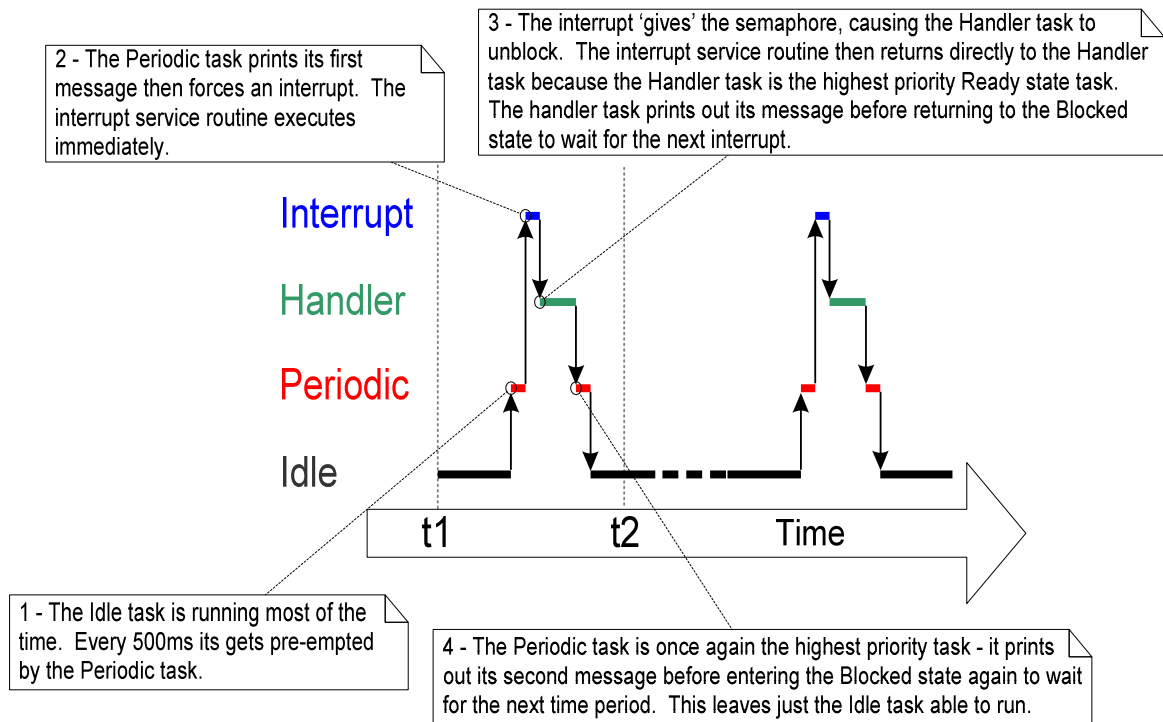 3 - The interrupt ‘gives’ the semaphore, causing the Handler task to
unblock. The interrupt service routine then returns directly to the Handler
task because the Handler task is the highest priority Ready state task.
The handler task prints out its message before returning to the Blocked
state to wait for the next interrupt.
2 - The Periodic task prints its first
message then forces an interrupt. The
interrupt service routine executes
immediately.
Interrupt
Handler
Periodic
Idle
t1
t2
Time
1 - The Idle task is running most of the
time. Every 500ms its gets pre-empted
by the Periodic task.
4 - The Periodic task is once again the highest priority task - it prints
out its second message before entering the Blocked state again to wait
for the next time period. This leaves just the Idle task able to run.